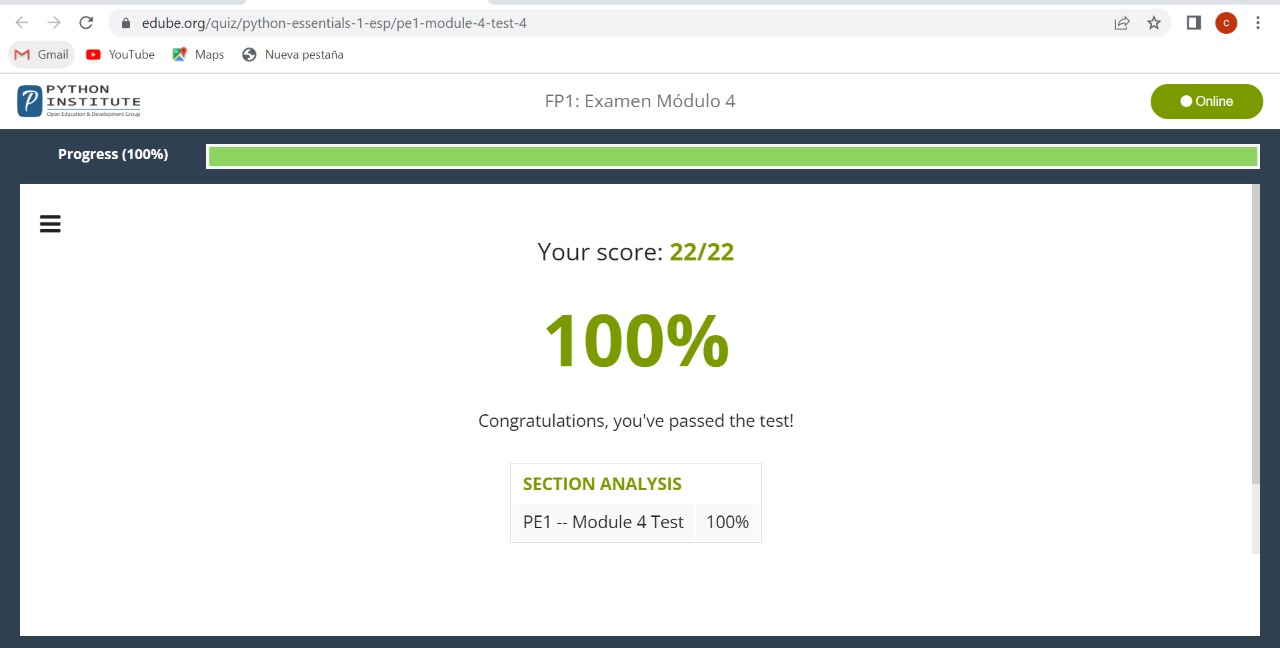 edube.org/quiz/python-essentials-1-esp/pe1-module-4-test-4
C
Gmail YouTube Maps Nueva pestaña
PYTHON
INSTITUTE
Open Education & Development Group
FP1: Examen Módulo 4
Online
Progress (100%)
Your score: 22/22
100%
Congratulations, you've passed the test!
SECTION ANALYSIS
PE1 -- Module 4 Test 100%